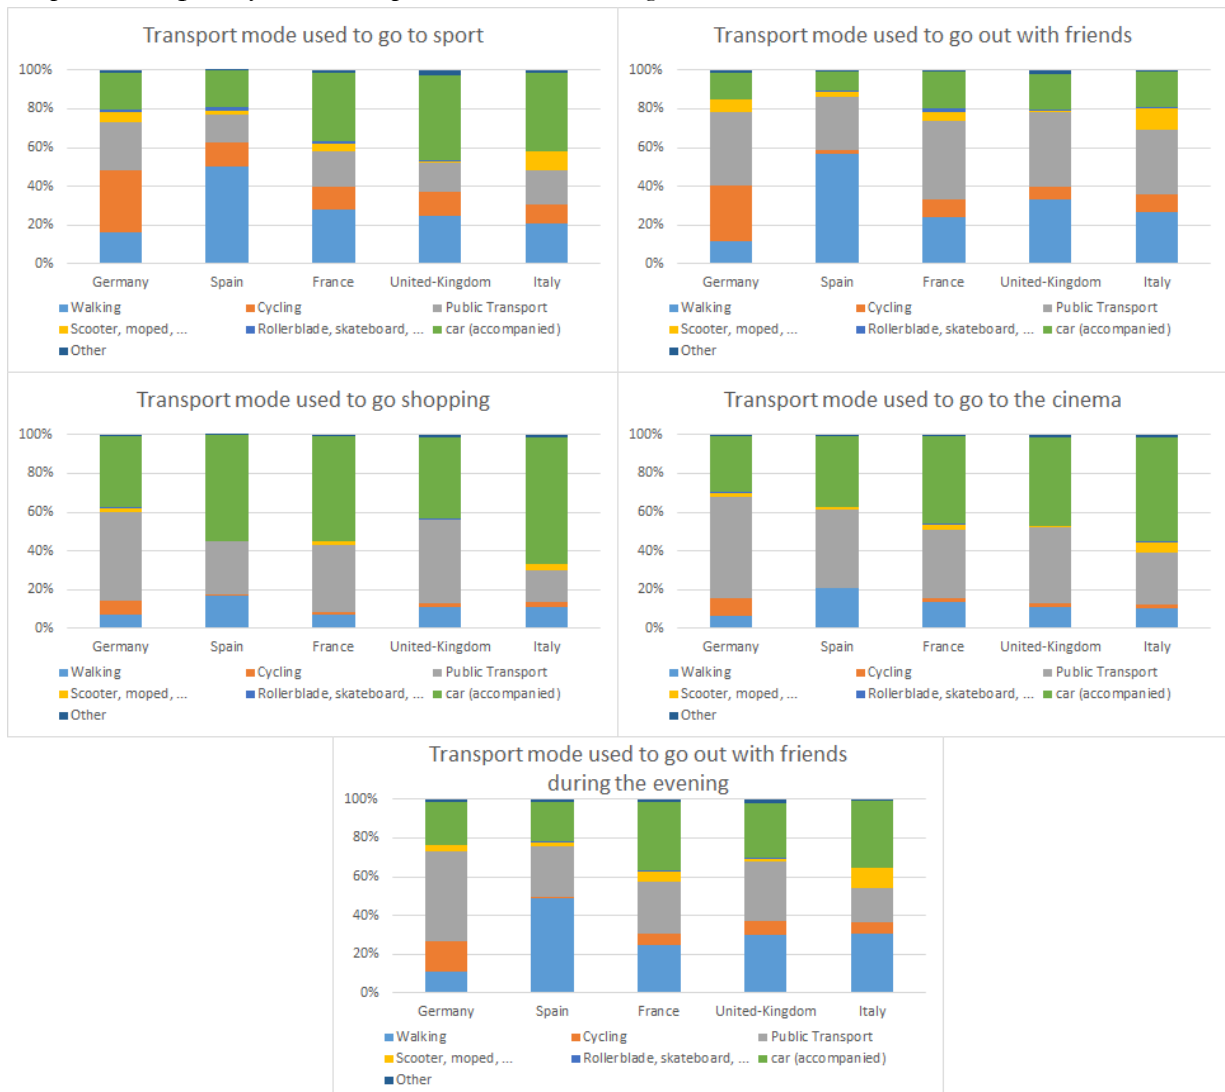 Transport mode used to go to sport
100%
80%
60%
40%
20%
0%
Germany Spain France United-Kingdom Italy
Walking Cycling Public Transport
Scooter, moped, ... Rollerblade, skateboard, ... car (accompanied)
Other
Transport mode used to go out with friends
100%
80%
60%
40%
20%
0%
Germany Spain France United-Kingdom Italy
Walking Cycling Public Transport
Scooter, moped, ... Rollerblade, skateboard, ... car (accompanied)
Other
Transport mode used to go shopping
100%
80%
60%
40%
20%
0%
Germany Spain France United-Kingdom Italy
Walking Cycling Public Transport
Scooter, moped, ... Rollerblade, skateboard, ... car (accompanied)
Other
Transport mode used to go to the cinema
100%
80%
60%
40%
20%
0%
Germany Spain France United-Kingdom Italy
Walking Cycling Public Transport
Scooter, moped, ... Rollerblade, skateboard, ... car (accompanied)
Other
Transport mode used to go out with friends
during the evening
100%
80%
60%
40%
20%
0%
Germany Spain France United-Kingdom Italy
Walking Cycling Public Transport
Scooter, moped, ... Rollerblade, skateboard, ... car (accompanied)
Other